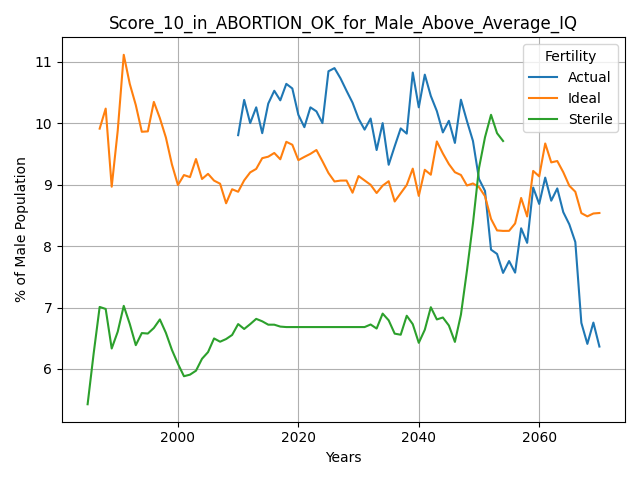 Score_10_in_ABORTION_OK_for_Male_Above_Average_IQ
Fertility
Actual
Ideal
Sterile
% of Male Population
11
10
9
8
7
6
2000 2020 2040 2060
Years